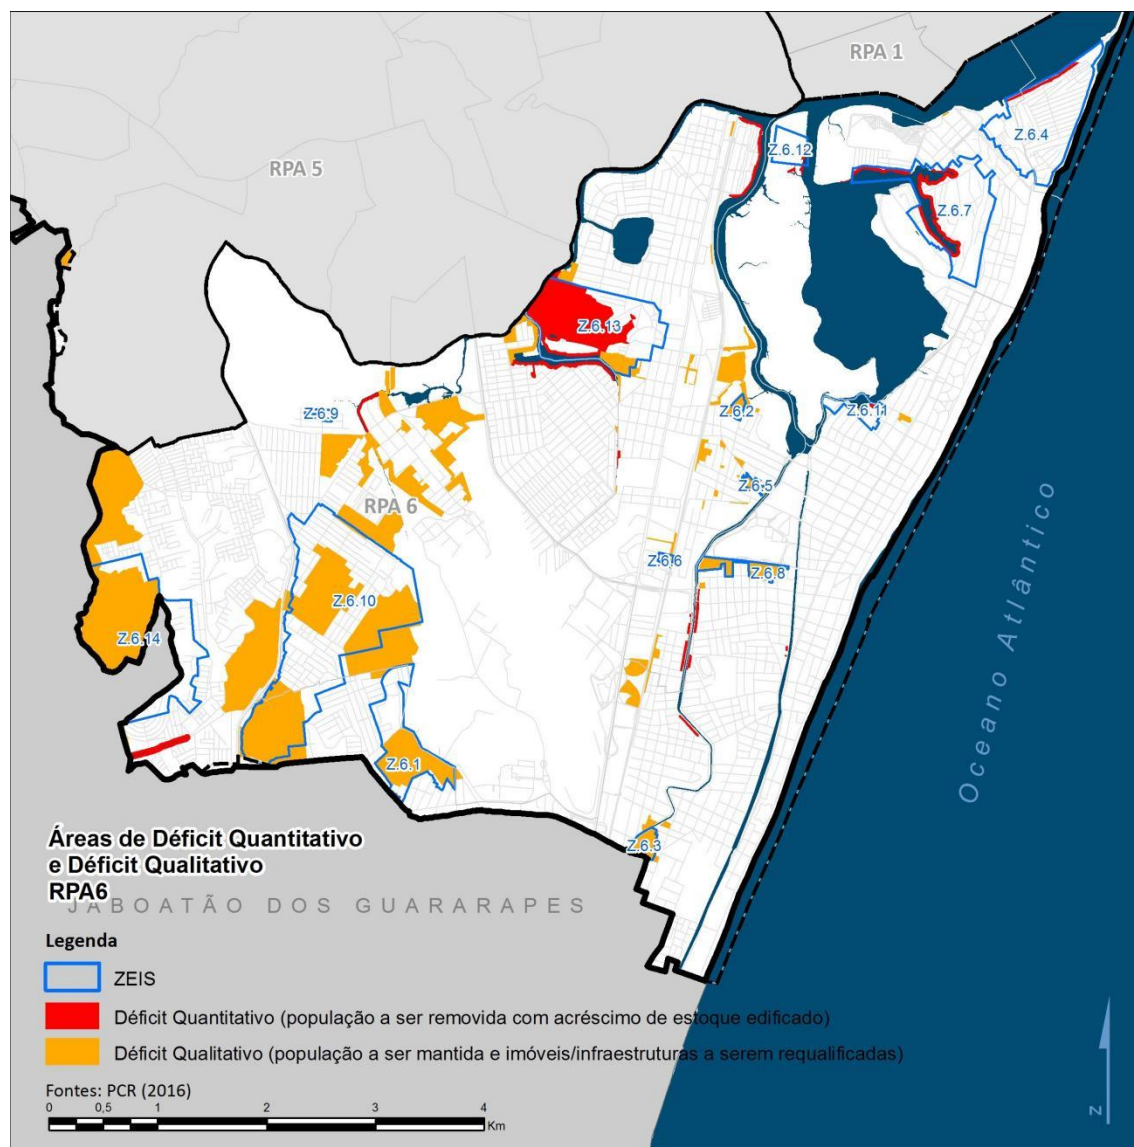 RPA 1
RPA 5
Z.6.4
Z.6.12
Z.6.7
Z.6.13
Z.6.9
Z.6.2
Z.6.11
RPA 6
Z.6.5
Z.6.6
Z.6.8
Z.6.10
Z.6.14
Z.6.1
Z.6.3
Oceano Atlântico
Áreas de Déficit Quantitativo
e Déficit Qualitativo
RPA6
JABOATÃO DOS GUARARAPES
Legenda
ZEIS
Déficit Quantitativo (população a ser removida com acréscimo de estoque edificado)
Déficit Qualitativo (população a ser mantida e imóveis/infraestruturas a serem requalificadas)
Fontes: PCR (2016)
0 0,5 1 2 3 4
Km
N